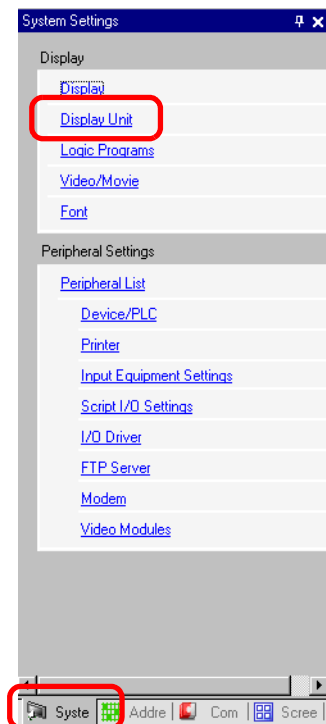 System Settings
Display
Display
Display Unit
Logic Programs
Video/Movie
Font
Peripheral Settings
Peripheral List
Device/PLC
Printer
Input Equipment Settings
Script I/O Settings
I/O Driver
FTP Server
Modem
Video Modules
Syste Addre Com Scree